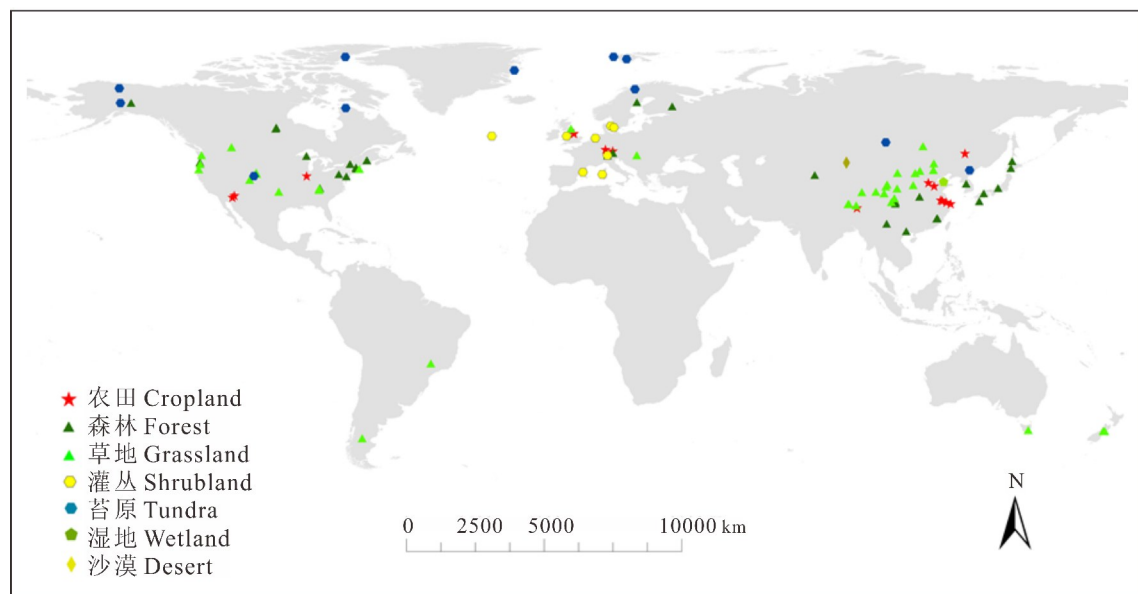 农田 Cropland
森林 Forest
草地 Grassland
灌丛 Shrubland
苔原 Tundra
湿地 Wetland
沙漠 Desert
0 2500 5000 10000 km
N